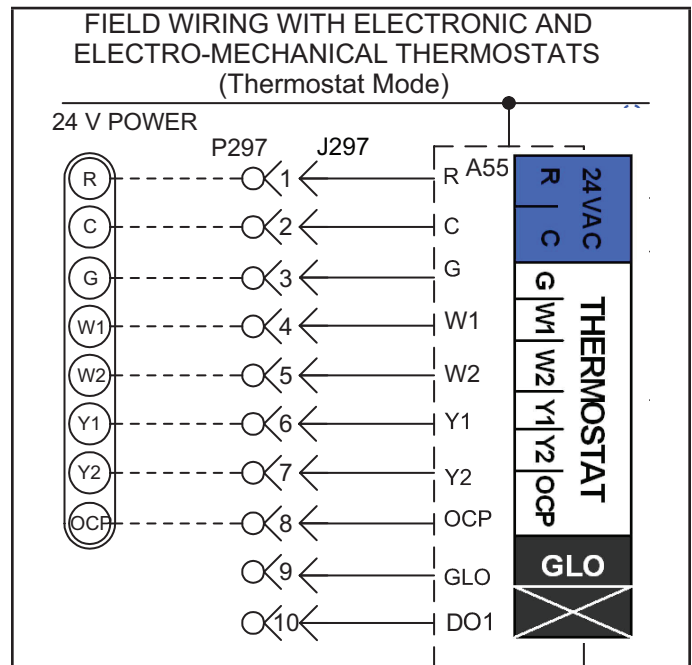 FIELD WIRING WITH ELECTRONIC AND
ELECTRO-MECHANICAL THERMOSTATS
(Thermostat Mode)
24 V POWER
P297 J297
R 1 R A55
C 2 C
G 3 G
W1 4 W1
W2 5 W2
Y1 6 Y1
Y2 7 Y2
OCP 8 OCP
9 GLO
10 DO1
24VAC
R C
THERMOSTAT
G W1 W2 Y1 Y2 OCP
GLO